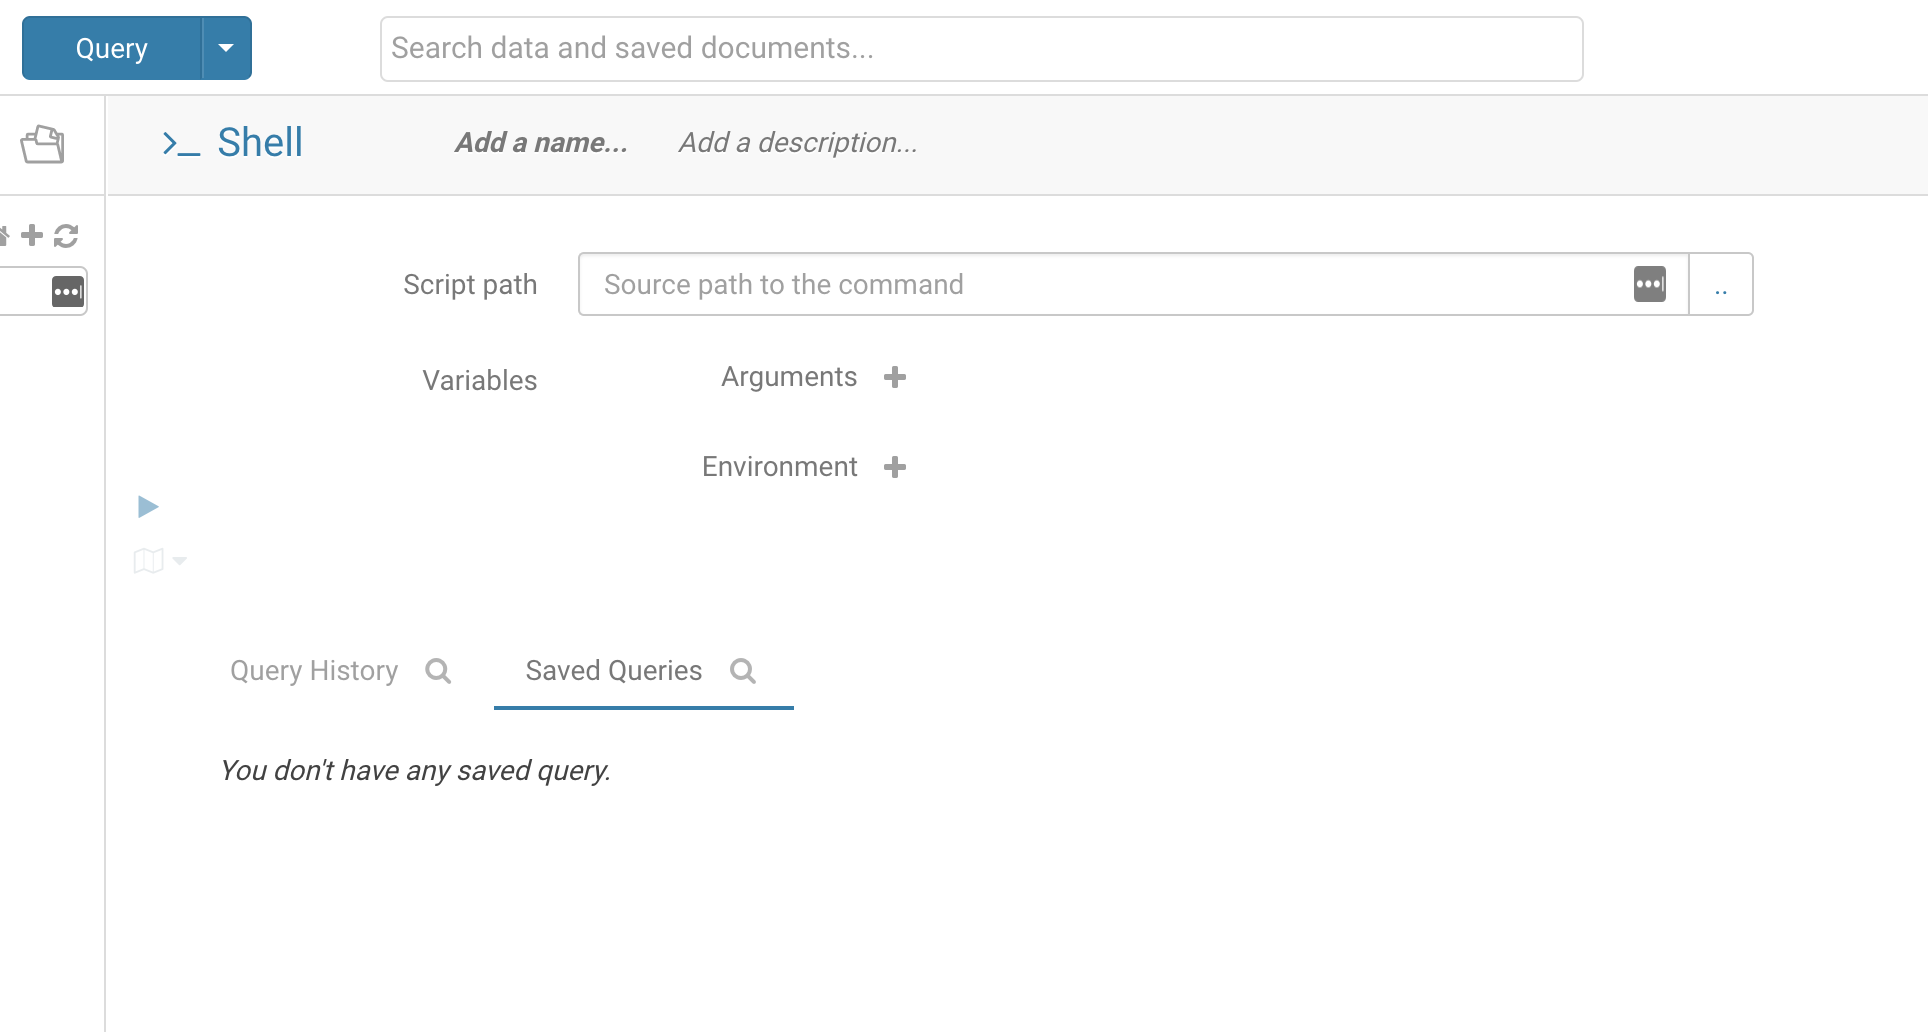 Query
Search data and saved documents...
Shell Add a name... Add a description...
Script path Source path to the command ..
Variables Arguments
Environment
Query History Saved Queries
You don't have any saved query.